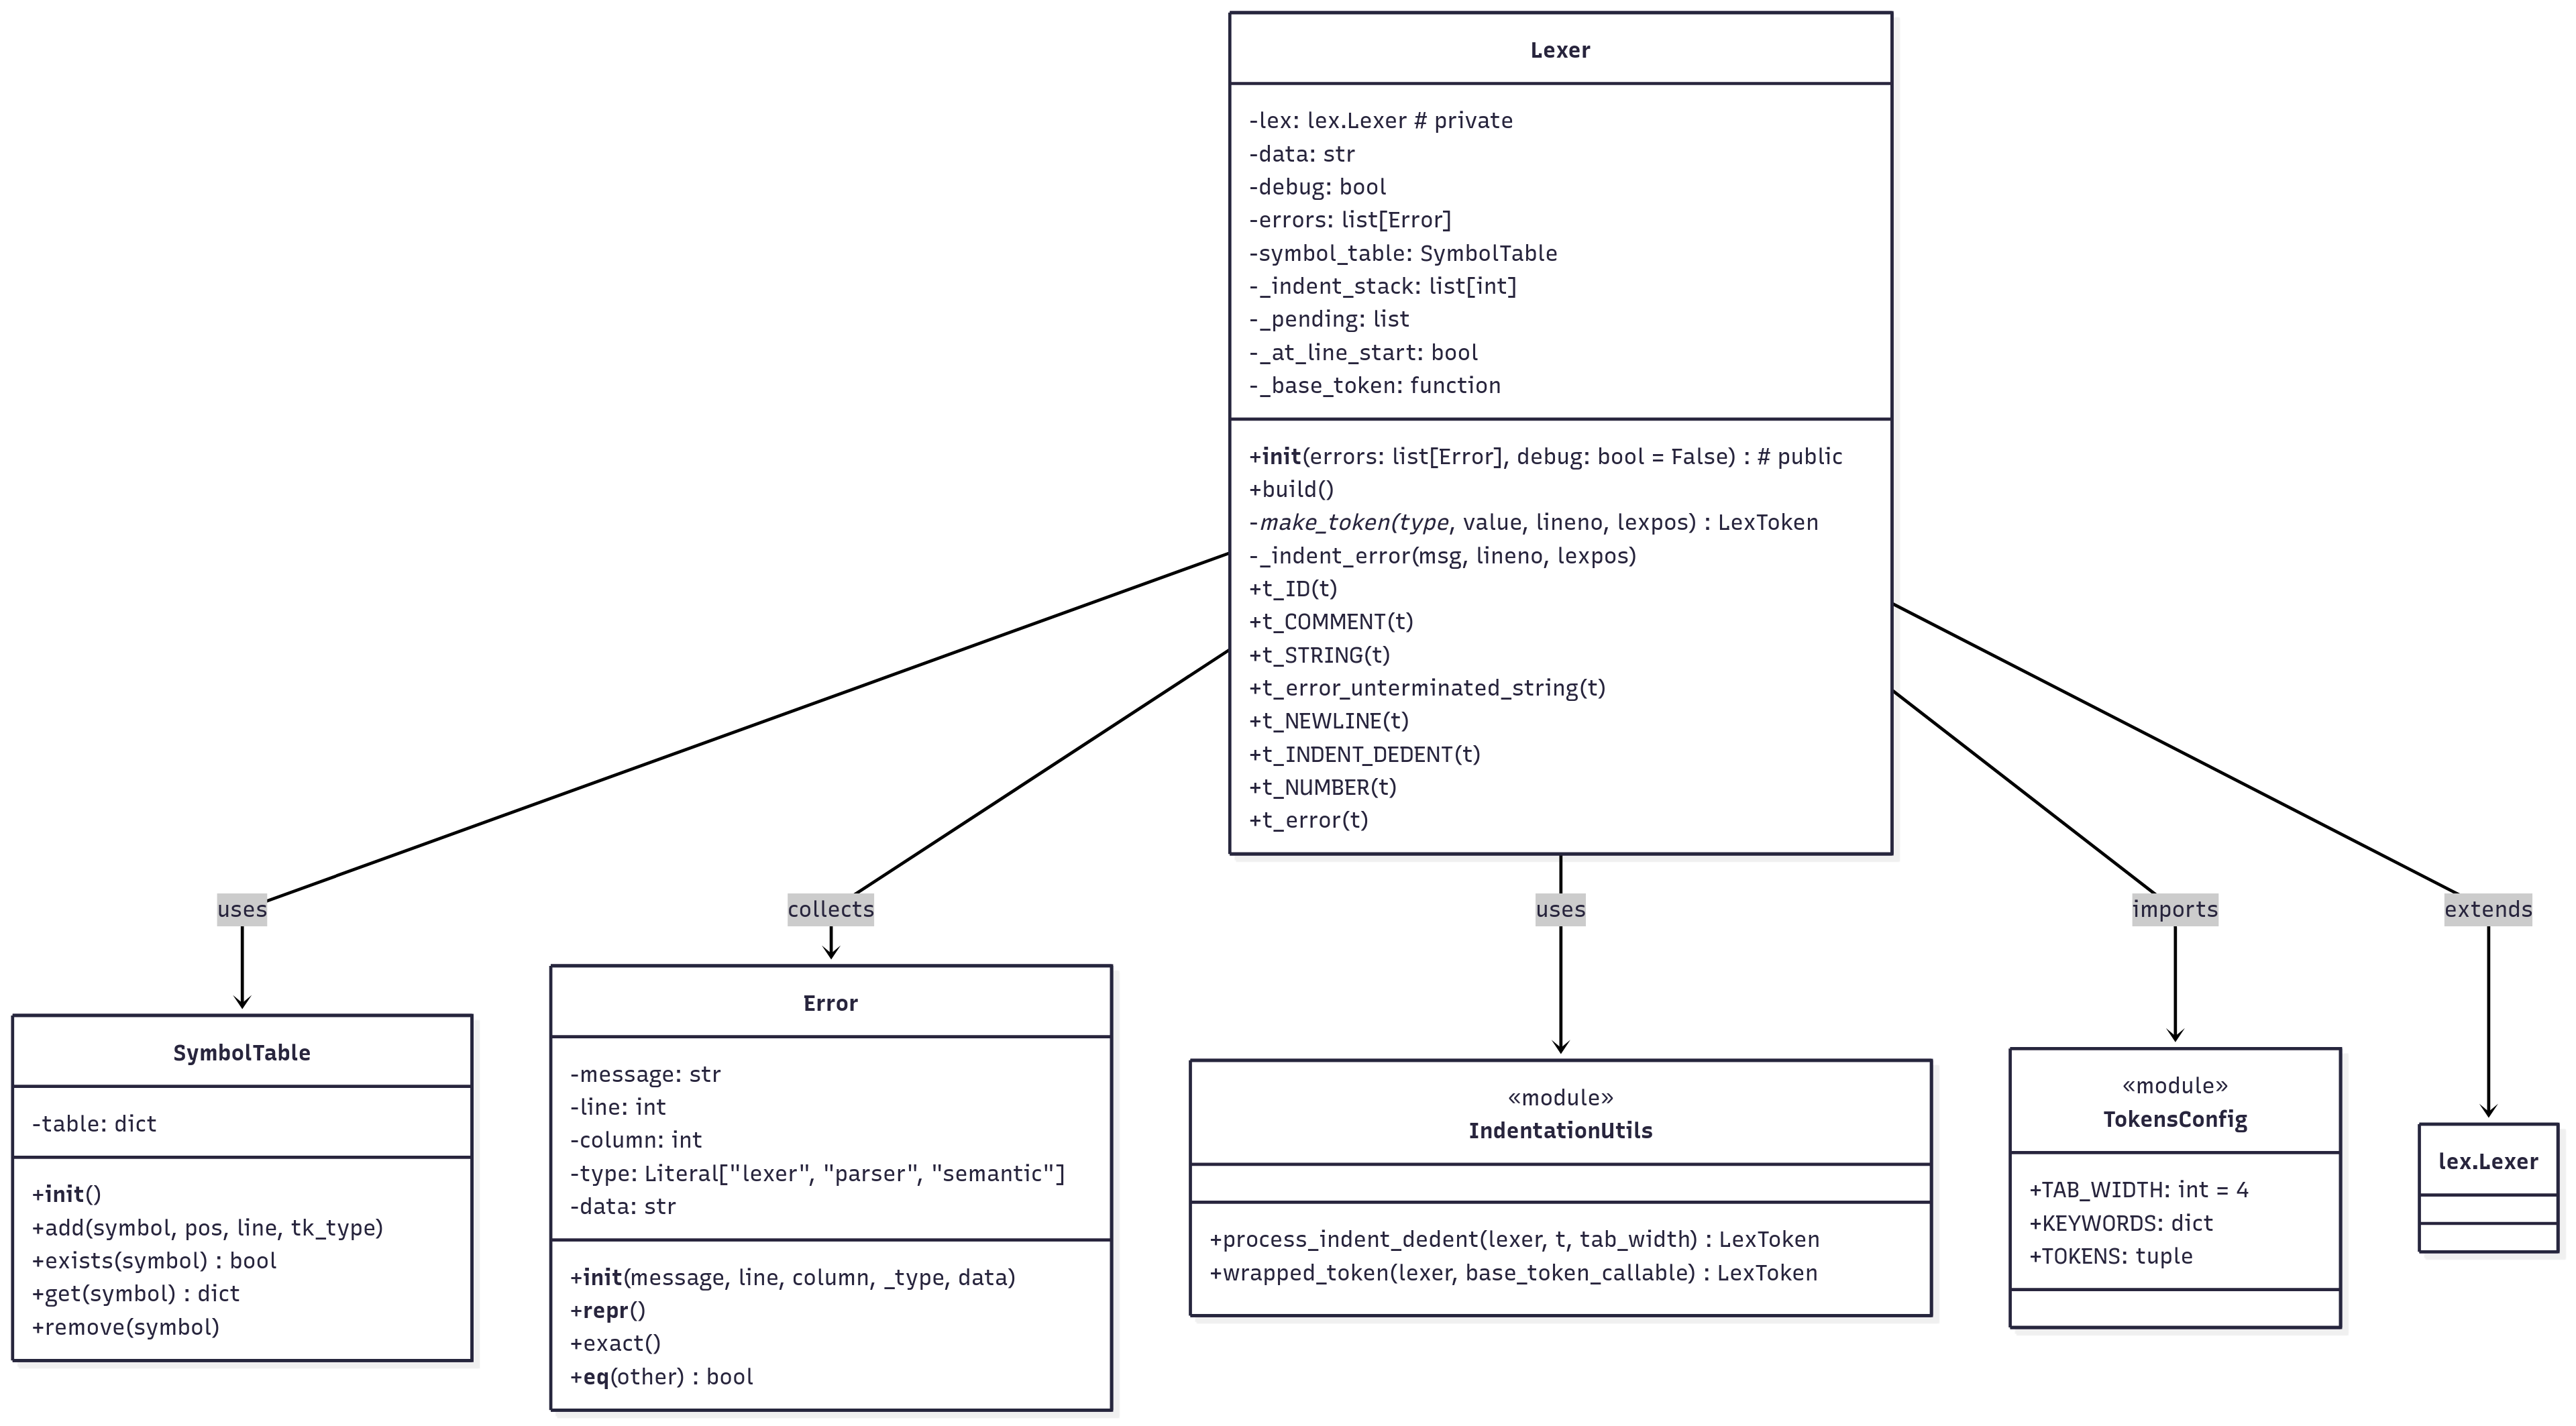 Lexer
-lex: lex.Lexer # private
-data: str
-debug: bool
-errors: list[Error]
-symbol_table: SymbolTable
-_indent_stack: list[int]
-_pending: list
-_at_line_start: bool
-_base_token: function
+init(errors: list[Error], debug: bool = False) : # public
+build()
-make_token(type, value, lineno, lexpos) : LexToken
-_indent_error(msg, lineno, lexpos)
+t_ID(t)
+t_COMMENT(t)
+t_STRING(t)
+t_error_unterminated_string(t)
+t_NEWLINE(t)
+t_INDENT_DEDENT(t)
+t_NUMBER(t)
+t_error(t)
uses
collects
uses
imports
extends
SymbolTable
-table: dict
+init()
+add(symbol, pos, line, tk_type)
+exists(symbol) : bool
+get(symbol) : dict
+remove(symbol)
Error
-message: str
-line: int
-column: int
-type: Literal["lexer", "parser", "semantic"]
-data: str
+init(message, line, column, _type, data)
+repr()
+exact()
+eq(other) : bool
«module»
IndentationUtils
+process_indent_dedent(lexer, t, tab_width) : LexToken
+wrapped_token(lexer, base_token_callable) : LexToken
«module»
TokensConfig
+TAB_WIDTH: int = 4
+KEYWORDS: dict
+TOKENS: tuple
lex.Lexer